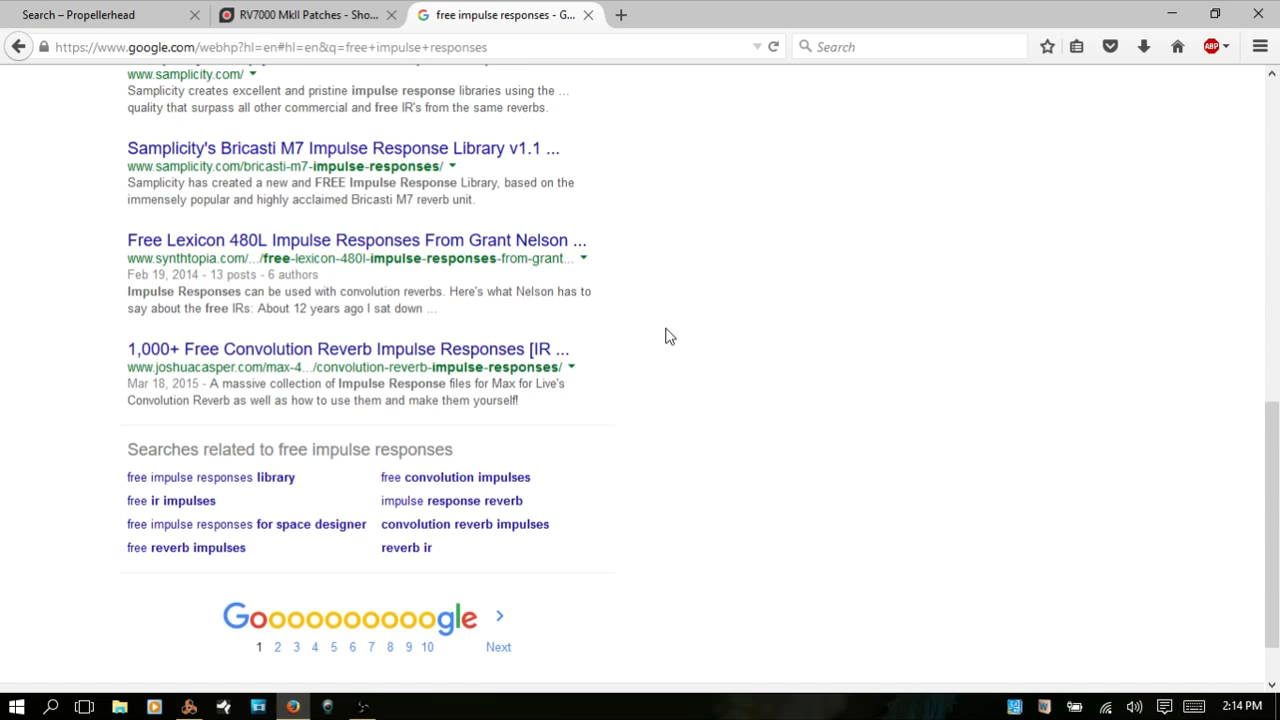 Search – Propellerhead
RV7000 MkII Patches - Sho...
free impulse responses - G...
https://www.google.com/webhp?hl=en#hl=en&q=free+impulse+responses
Search
ABP
www.samplicity.com/
Samplicity creates excellent and pristine impulse response libraries using the ...
quality that surpass all other commercial and free IR's from the same reverbs.
Samplicity's Bricasti M7 Impulse Response Library v1.1 ...
www.samplicity.com/bricasti-m7-impulse-responses/
Samplicity has created a new and FREE Impulse Response Library, based on the
immensely popular and highly acclaimed Bricasti M7 reverb unit.
Free Lexicon 480L Impulse Responses From Grant Nelson ...
www.synthtopia.com/.../free-lexicon-480l-impulse-responses-from-grant...
Feb 19, 2014 - 13 posts - 6 authors
Impulse Responses can be used with convolution reverbs. Here's what Nelson has to
say about the free IRs: About 12 years ago I sat down ...
1,000+ Free Convolution Reverb Impulse Responses [IR ...
www.joshuacasper.com/max-4.../convolution-reverb-impulse-responses/
Mar 18, 2015 - A massive collection of Impulse Response files for Max for Live's
Convolution Reverb as well as how to use them and make them yourself!
Searches related to free impulse responses
free impulse responses library
free convolution impulses
free ir impulses
impulse response reverb
free impulse responses for space designer
convolution reverb impulses
free reverb impulses
reverb ir
Goooooooooogle
1 2 3 4 5 6 7 8 9 10 Next
2:14 PM